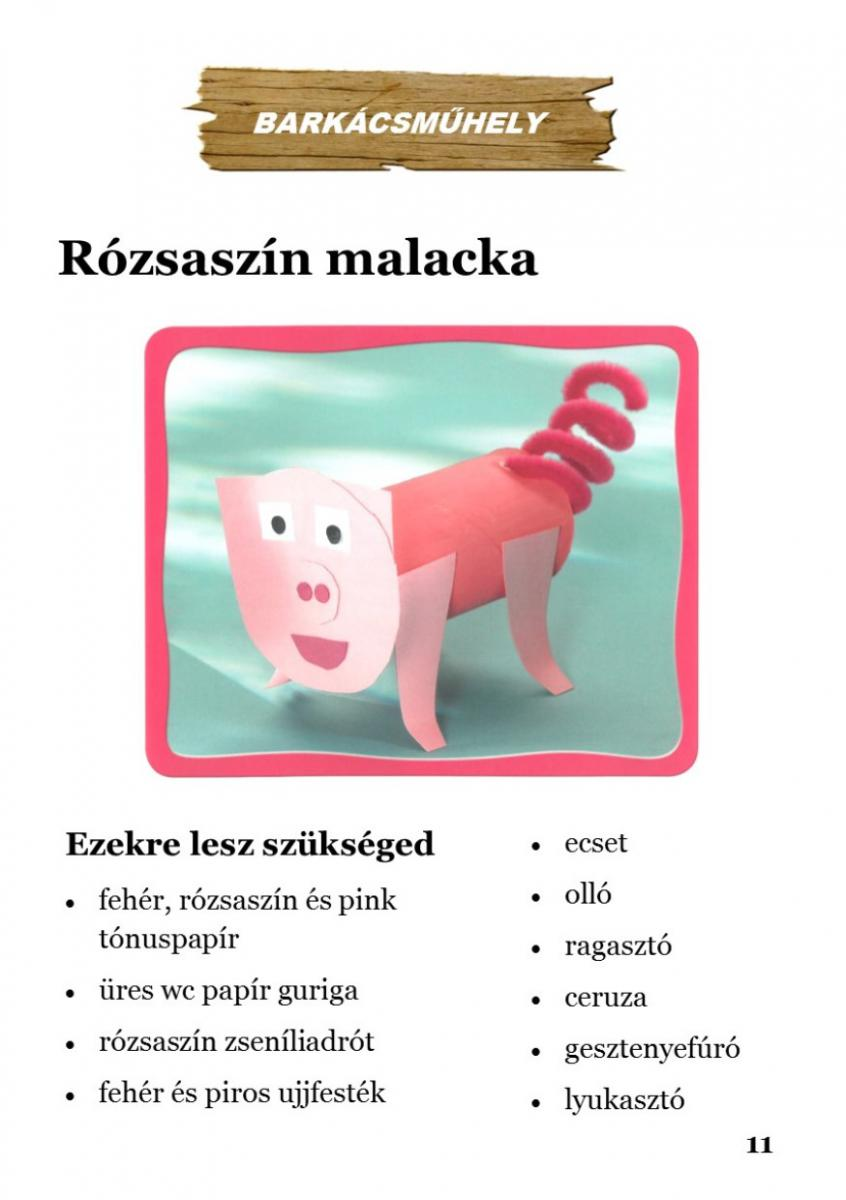 BARKÁCSMŰHELY
Rózsaszín malacka
Ezekre lesz szükséged
• fehér, rózsaszín és pink
tónuspapír
• üres wc papír guriga
• rózsaszín zseníliadrót
• fehér és piros ujjfesték
• ecset
• olló
• ragasztó
• ceruza
• gesztenyefúró
• lyukasztó
11